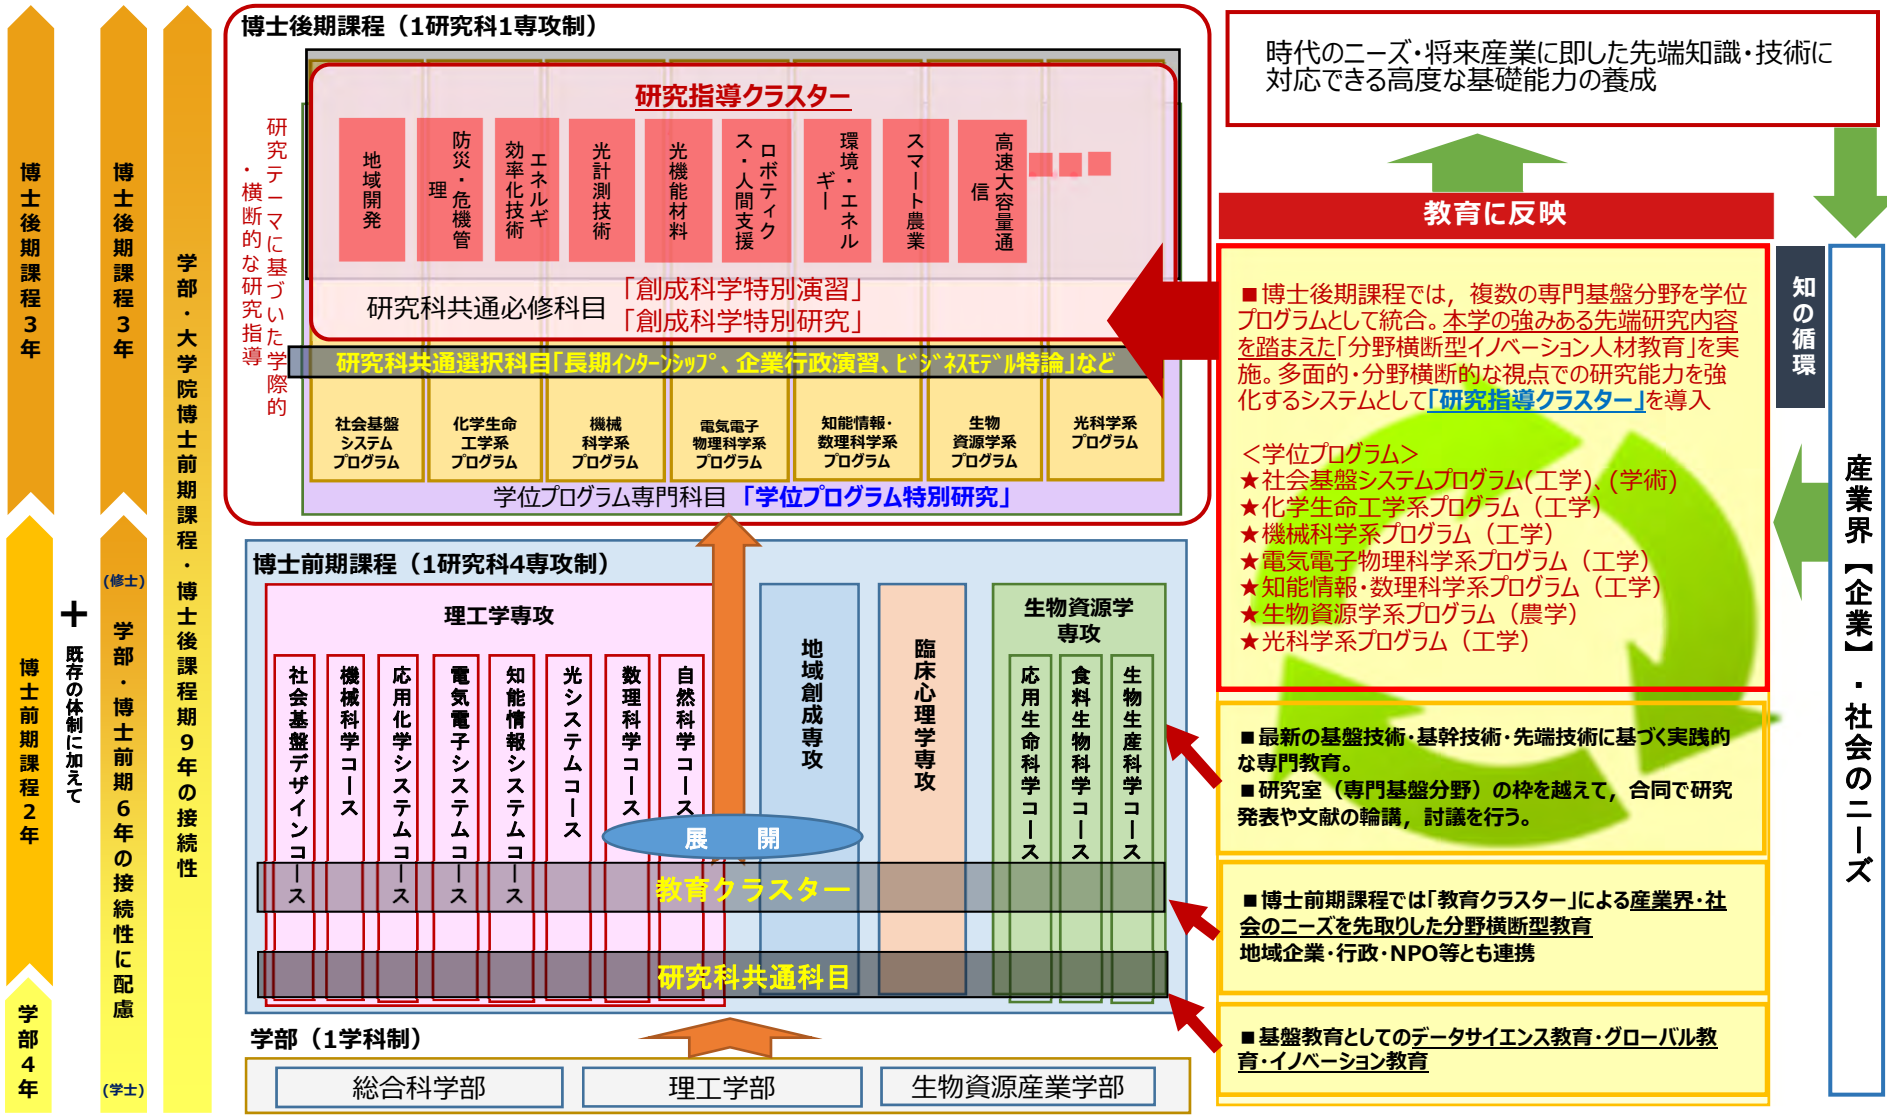 博士後期課程3年
博士前期課程2年
学部4年
＋
既存の体制に加えて
博士後期課程3年
(修士)
学部・博士前期6年の接続性に配慮
(学士)
学部・大学院博士前期課程・博士後課程期9年の接続性
博士後期課程（1研究科1専攻制）
研究テーマに基づいた学際的
・横断的な研究指導
研究指導クラスター
地域開発
防災・危機管
理
エネルギ
効率化技術
光計測技術
光機能材料
ロボティク
ス・人間支援
環境・エネル
ギー
スマート農業
高速大容量通
信
研究科共通必修科目
「創成科学特別演習」
「創成科学特別研究」
研究科共通選択科目「長期ｲﾝﾀｰﾝｼｯﾌﾟ、企業行政演習、ﾋﾞｼﾞﾈｽﾓﾃﾞﾙ特論」など
社会基盤
システム
プログラム
化学生命
工学系
プログラム
機械
科学系
プログラム
電気電子
物理科学系
プログラム
知能情報・
数理科学系
プログラム
生物
資源学系
プログラム
光科学系
プログラム
学位プログラム専門科目「学位プログラム特別研究」
博士前期課程（1研究科4専攻制）
理工学専攻
社会基盤デザインコース
機械科学コース
応用化学システムコース
電気電子システムコース
知能情報システムコース
光システムコース
数理科学コース
自然科学コース
地域創成専攻
臨床心理学専攻
生物資源学
専攻
応用生命科学コース
食料生物科学コース
生物生産科学コース
展　開
教育クラスター
研究科共通科目
学部（1学科制）
総合科学部
理工学部
生物資源産業学部
時代のニーズ・将来産業に即した先端知識・技術に
対応できる高度な基礎能力の養成
教育に反映
■博士後期課程では，複数の専門基盤分野を学位
プログラムとして統合。本学の強みある先端研究内容
を踏まえた「分野横断型イノベーション人材教育」を実
施。多面的・分野横断的な視点での研究能力を強
化するシステムとして「研究指導クラスター」を導入
＜学位プログラム＞
★社会基盤システムプログラム(工学)、(学術)
★化学生命工学系プログラム（工学）
★機械科学系プログラム（工学）
★電気電子物理科学系プログラム（工学）
★知能情報・数理科学系プログラム（工学）
★生物資源学系プログラム（農学）
★光科学系プログラム（工学）
■最新の基盤技術・基幹技術・先端技術に基づく実践的
な専門教育。
■研究室（専門基盤分野）の枠を越えて，合同で研究
発表や文献の輪講，討議を行う。
■博士前期課程では「教育クラスター」による産業界・社
会のニーズを先取りした分野横断型教育
地域企業・行政・NPO等とも連携
■基盤教育としてのデータサイエンス教育・グローバル教
育・イノベーション教育
知の循環
産業界【企業】・社会のニーズ